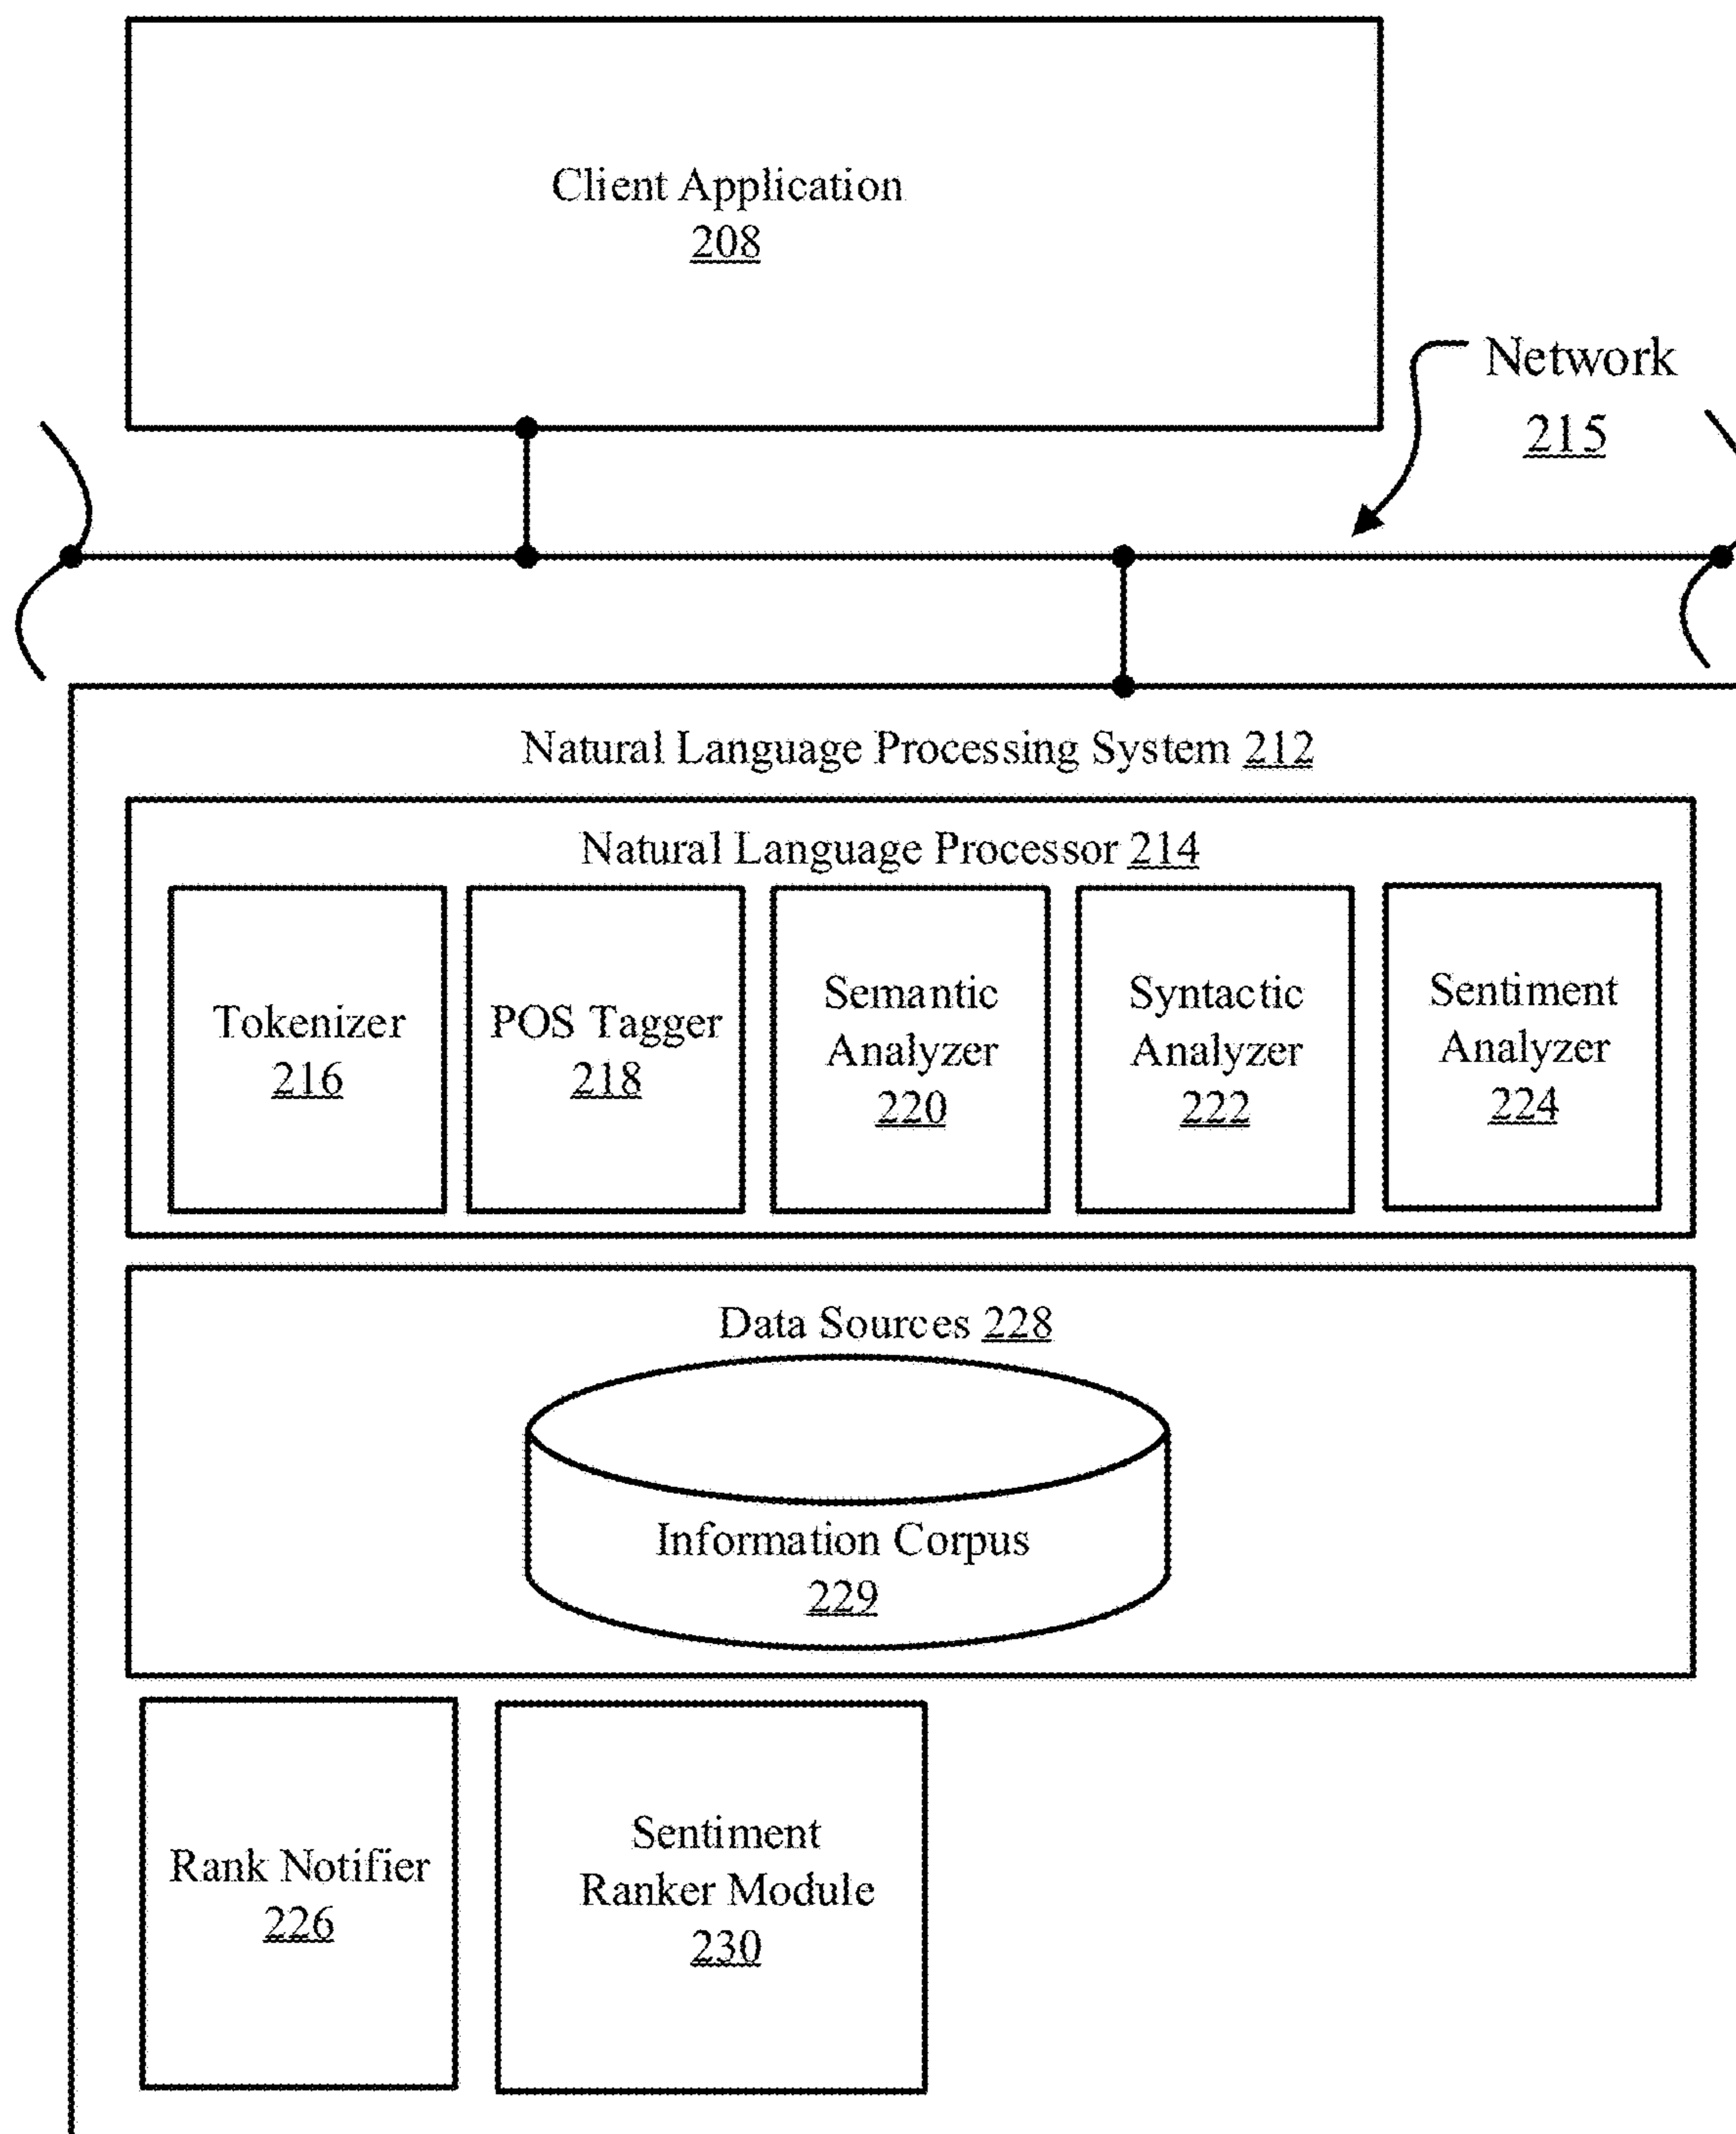 Client Application
208
Network
215
Natural Language Processing System 212
Natural Language Processor 214
Tokenizer
216
POS Tagger
218
Semantic
Analyzer
220
Syntactic
Analyzer
222
Sentiment
Analyzer
224
Data Sources 228
Information Corpus
229
Rank Notifier
226
Sentiment
Ranker Module
230